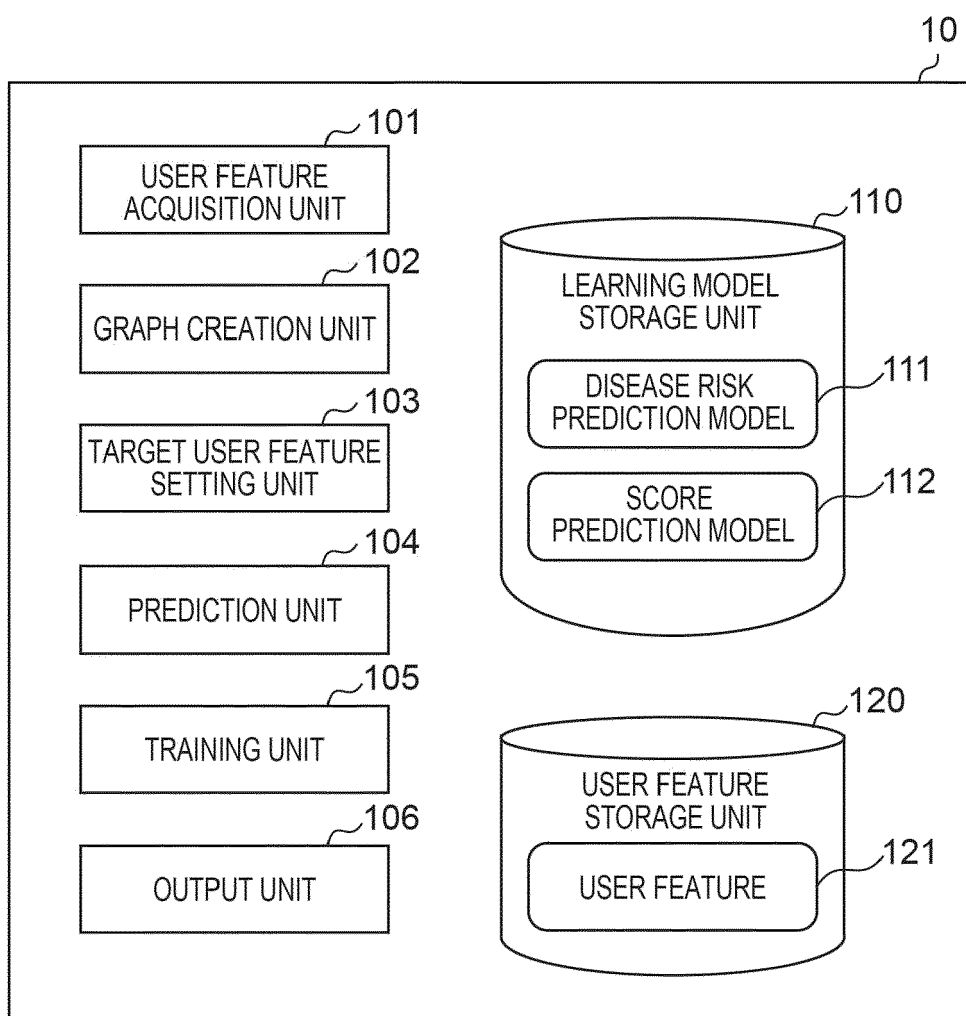 10
101
USER FEATURE
ACQUISITION UNIT
102
GRAPH CREATION UNIT
103
TARGET USER FEATURE
SETTING UNIT
104
PREDICTION UNIT
105
TRAINING UNIT
106
OUTPUT UNIT
110
LEARNING MODEL
STORAGE UNIT
111
DISEASE RISK
PREDICTION MODEL
112
SCORE
PREDICTION MODEL
120
USER FEATURE
STORAGE UNIT
121
USER FEATURE